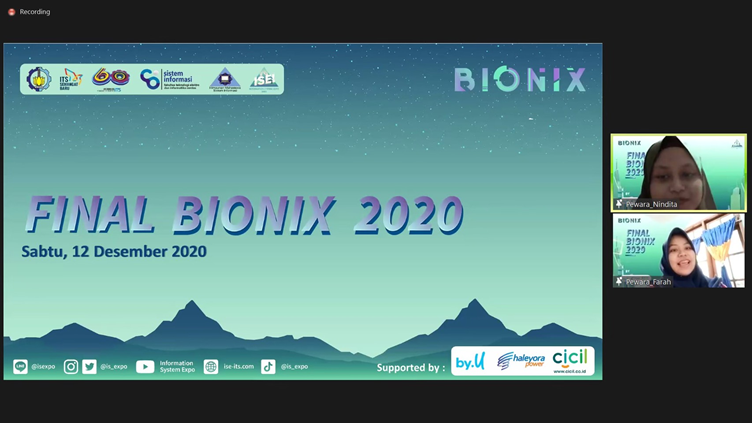 Recording
ITS
sistem
informasi
ISE!
BIONIX
FINAL BIONIX 2020
Sabtu, 12 Desember 2020
@isexpo
@is_expo
Information
System Expo
ise-its.com
@is_expo
Supported by :
by.U
haleyora
power
cicil
www.cicil.co.id
BIONIX
FINAL
BIONIX
2020
Pewara_Nindita
BIONIX
FINAL
BIONIX
2020
Pewara_Farah